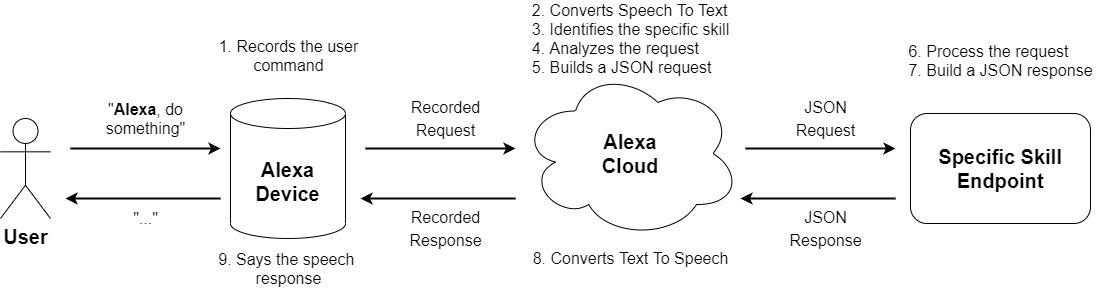 2. Converts Speech To Text
3. Identifies the specific skill
4. Analyzes the request
5. Builds a JSON request
1. Records the user
command
6. Process the request
7. Build a JSON response
"Alexa, do
something"
Recorded
Request
JSON
Request
Alexa
Device
Alexa
Cloud
Specific Skill
Endpoint
"..."
Recorded
Response
JSON
Response
User
9. Says the speech
response
8. Converts Text To Speech